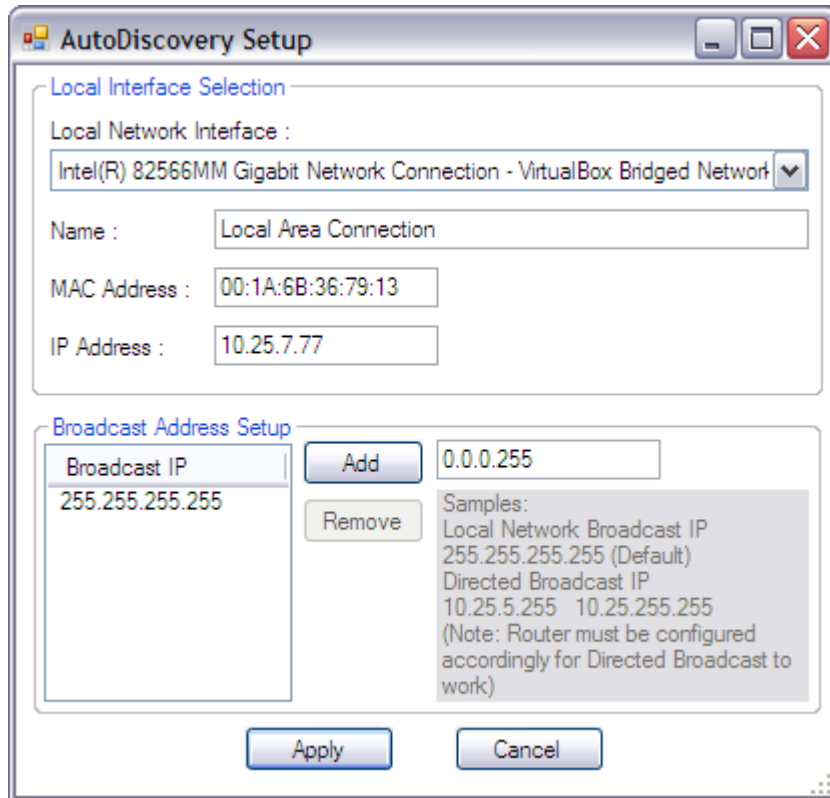 AutoDiscovery Setup
Local Interface Selection
Local Network Interface :
Intel(R) 82566MM Gigabit Network Connection - VirtualBox Bridged Network
Name :
Local Area Connection
MAC Address :
00:1A:6B:36:79:13
IP Address :
10.25.7.77
Broadcast Address Setup
Broadcast IP
255.255.255.255
Add
0.0.0.255
Remove
Samples:
Local Network Broadcast IP
255.255.255.255 (Default)
Directed Broadcast IP
10.25.5.255 10.25.255.255
(Note: Router must be configured
accordingly for Directed Broadcast to
work)
Apply
Cancel